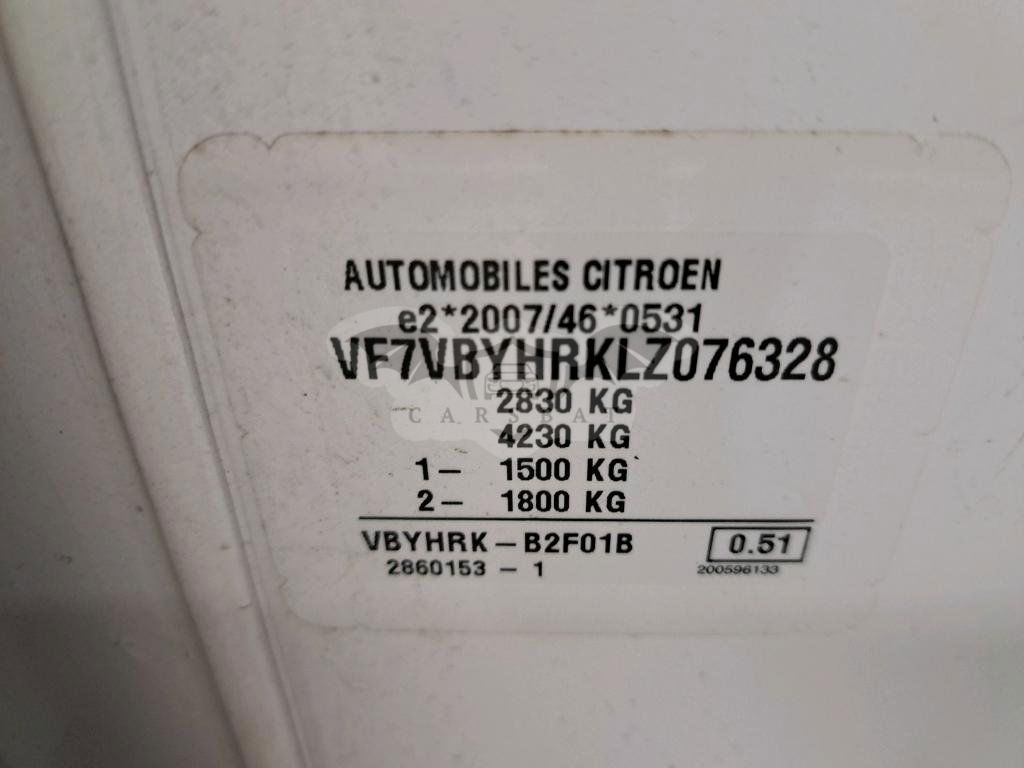 AUTOMOBILES CITROEN
e2*2007/46*0531
VF7VBYHRKLZ076328
2830 KG
CARSBAT
4230 KG
1- 1500 KG
2- 1800 KG
VBYHRK-B2F01B 0.51
2860153 - 1 200596133